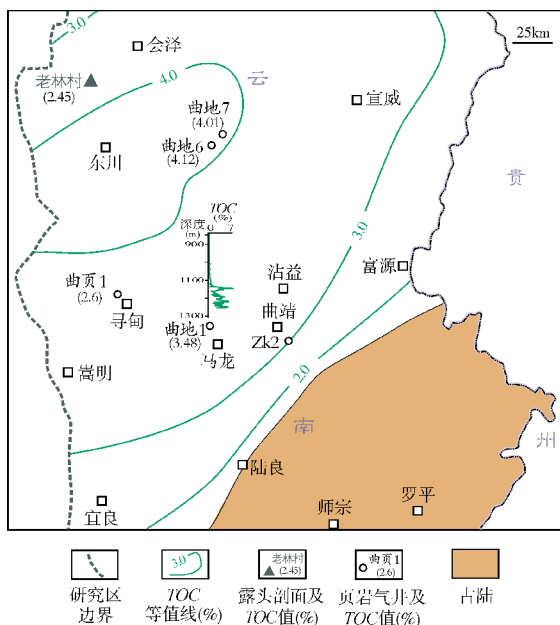 3.0
会泽
25km
老林村
(2.45)
4.0
云
宣威
曲地7
(4.01)
曲地6
(4.12)
东川
贵
TOC
(%)
深度
(m)
0 7
900
1100
1300
3.0
富源
沾益
曲页1
(2.6)
寻甸
曲靖
曲地1
(3.48)
Zk2
马龙
嵩明
2.0
南
州
陆良
宜良
师宗
罗平
3.0
老林村
(2.45)
曲页1
(2.6)
研究区
边界
TOC
等值线(%)
露头剖面及
TOC值(%)
页岩气井及
TOC值(%)
古陆